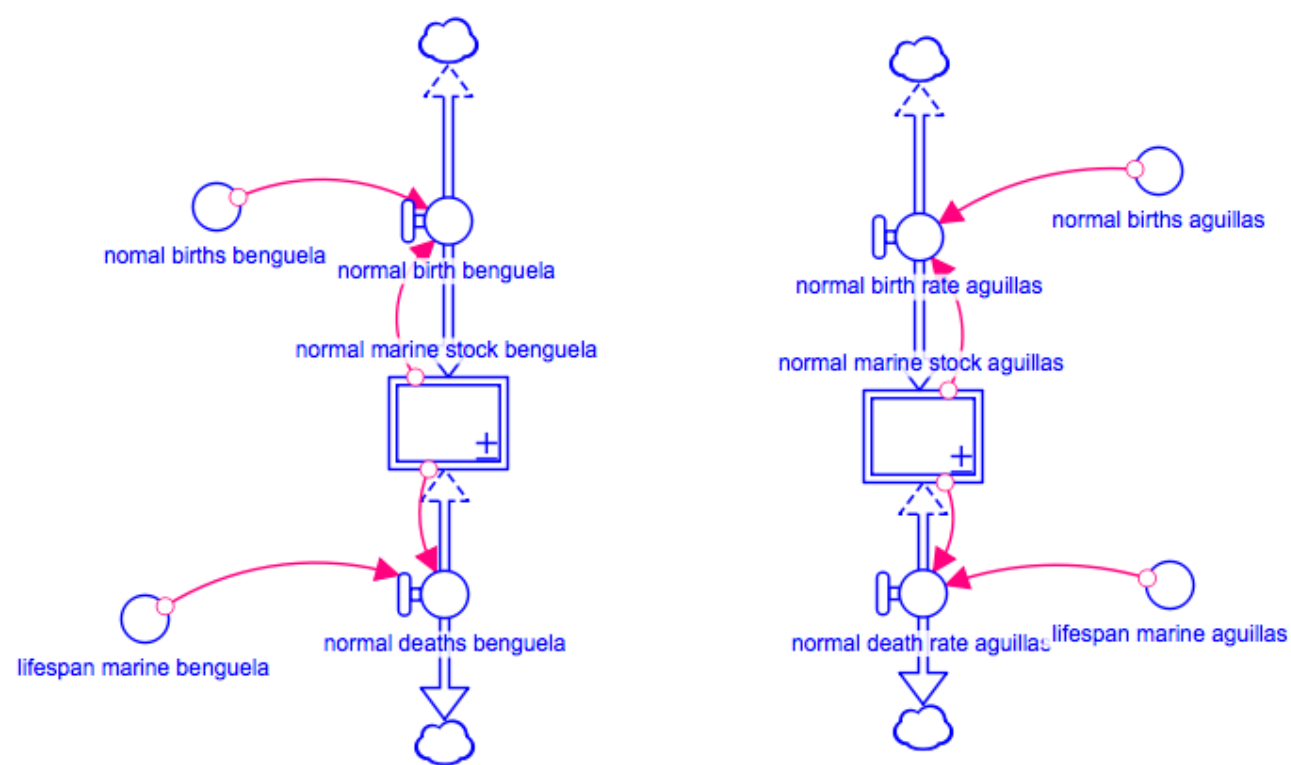 nomal births benguela
normal birth benguela
normal marine stock benguela
lifespan marine benguela
normal deaths benguela
normal births aguillas
normal birth rate aguillas
normal marine stock aguillas
normal death rate aguillas
lifespan marine aguillas